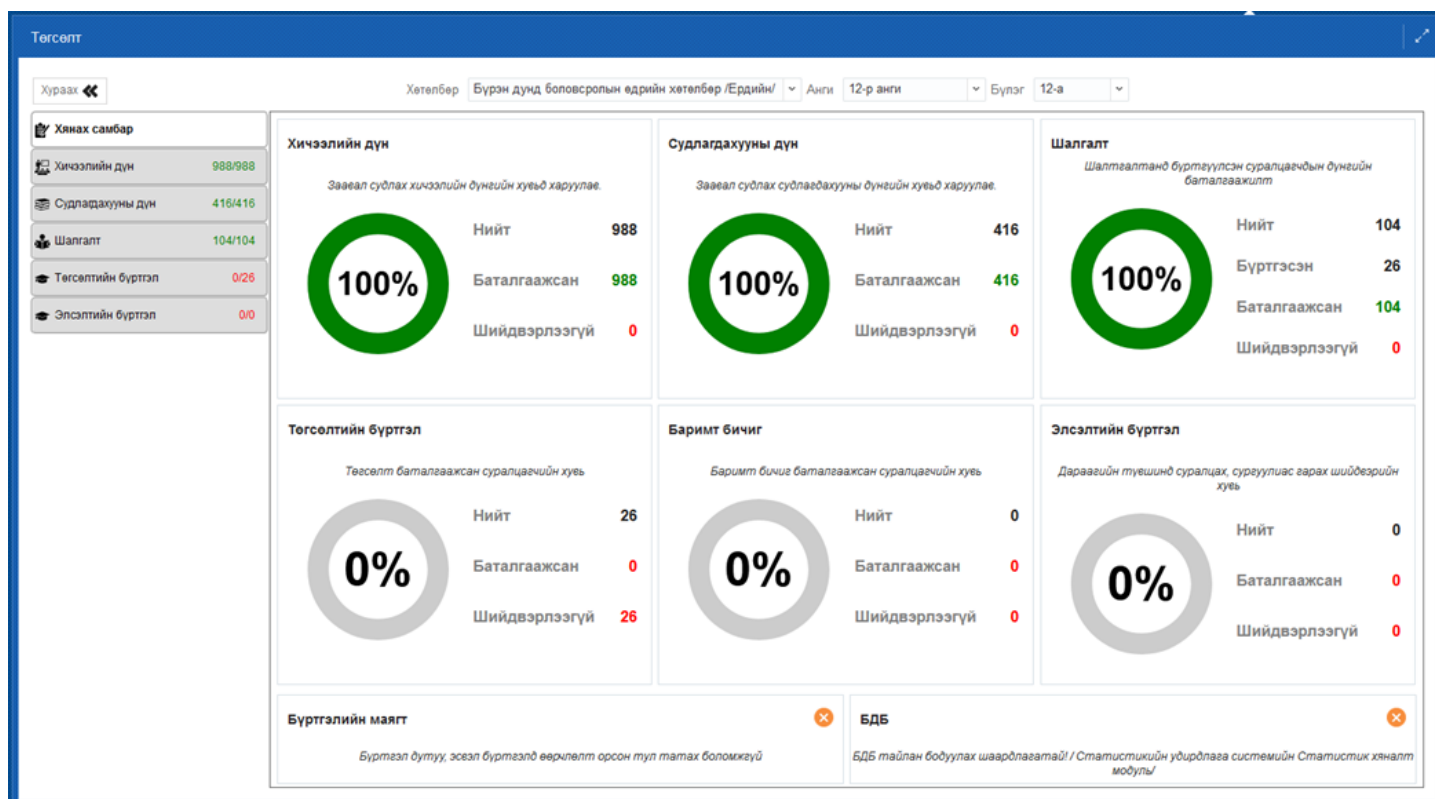 Төгсөлт
Хураах
Хөтөлбөр Бүрэн дунд боловсролын өдрийн хөтөлбөр /Ердийн/ Анги 12-р анги Бүлэг 12-а
Хянах самбар
Хичээлийн дүн 988/988
Судлагдахууны дүн 416/416
Шалгалт 104/104
Төгсөлтийн бүртгэл 0/26
Элсэлтийн бүртгэл 0/0
Хичээлийн дүн
Заавал судлах хичээлийн дүнгийн хувьд харуулав.
100%
Нийт 988
Баталгаажсан 988
Шийдвэрлээгүй 0
Судлагдахууны дүн
Заавал судлах судлагдахууны дүнгийн хувьд харуулав.
100%
Нийт 416
Баталгаажсан 416
Шийдвэрлээгүй 0
Шалгалт
Шалтгалтанд бүртгүүлсэн суралцагчдын дүнгийн
баталгаажилт
100%
Нийт 104
Бүртгэсэн 26
Баталгаажсан 104
Шийдвэрлээгүй 0
Төгсөлтийн бүртгэл
Төгсөлт баталгаажсан суралцагчийн хувь
0%
Нийт 26
Баталгаажсан 0
Шийдвэрлээгүй 26
Баримт бичиг
Баримт бичиг баталгаажсан суралцагчийн хувь
0%
Нийт 0
Баталгаажсан 0
Шийдвэрлээгүй 0
Элсэлтийн бүртгэл
Дараагийн түвшинд суралцах, сургуулиас гарах шийдвэрийн
хувь
0%
Нийт 0
Баталгаажсан 0
Шийдвэрлээгүй 0
Бүртгэлийн маягт
Бүртгэл дутуу, эсвэл бүртгэлд өөрчлөлт орсон тул татах боломжгүй
БДБ
БДБ тайлан бодуулах шаардлагатай! / Статистикийн удирдлага системийн Статистик хяналт
модуль/